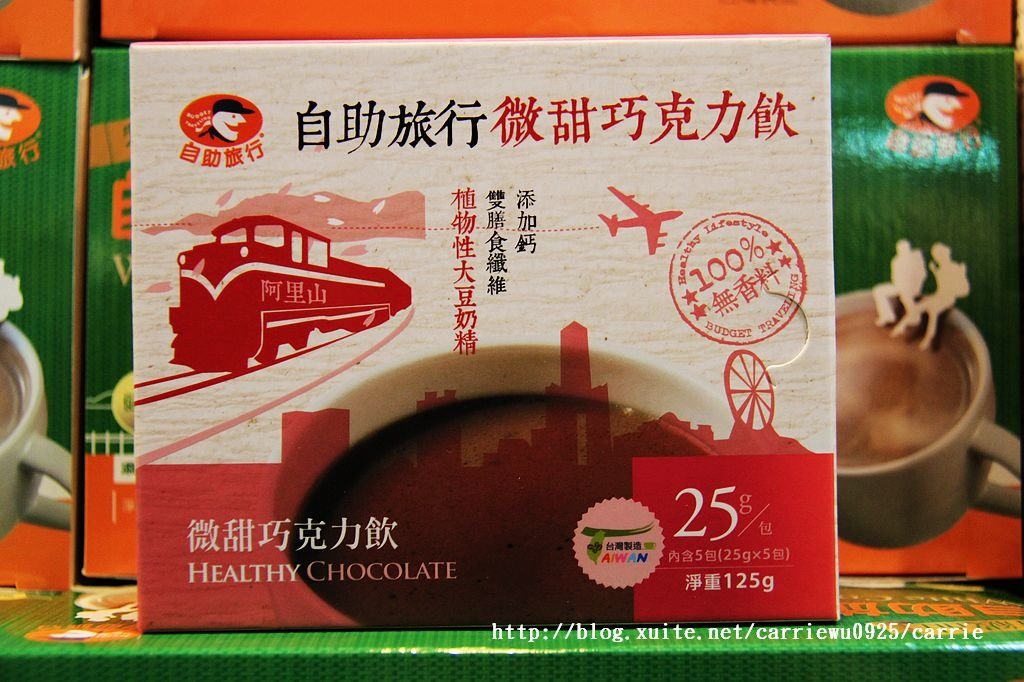 自助旅行 微甜巧克力飲
BUDGET TRAVELING
自助旅行
添加鈣
雙膳食纖維
植物性大豆奶精
阿里山
Healthy Lifestyle
100%
無香料
BUDGET TRAVELING
微甜巧克力飲
HEALTHY CHOCOLATE
台灣製造
TAIWAN
25g/包
內含5包(25g×5包)
淨重125g
旅行
http://blog.xuite.net/carriewu0925/carrie